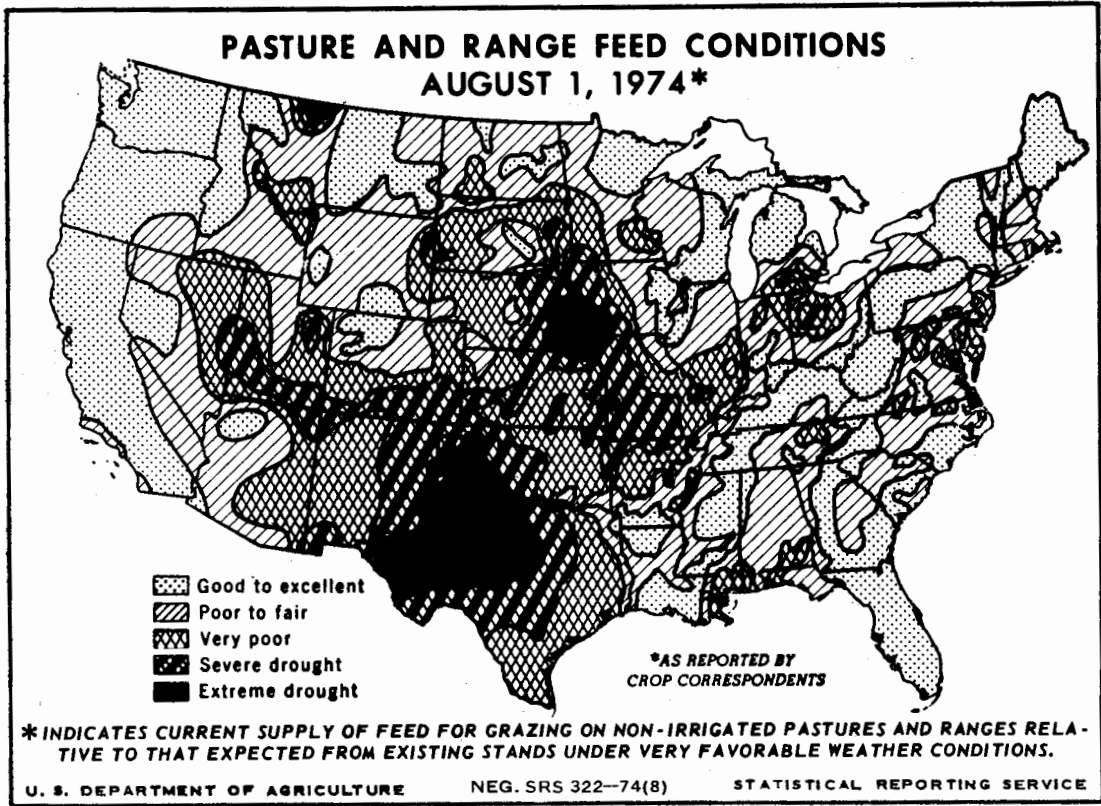 PASTURE AND RANGE FEED CONDITIONS
AUGUST 1, 1974*
Good to excellent
Poor to fair
Very poor
Severe drought
Extreme drought
*AS REPORTED BY
CROP CORRESPONDENTS
* INDICATES CURRENT SUPPLY OF FEED FOR GRAZING ON NON-IRRIGATED PASTURES AND RANGES RELA-
TIVE TO THAT EXPECTED FROM EXISTING STANDS UNDER VERY FAVORABLE WEATHER CONDITIONS.
U. S. DEPARTMENT OF AGRICULTURE NEG. SRS 322—74(8) STATISTICAL REPORTING SERVICE